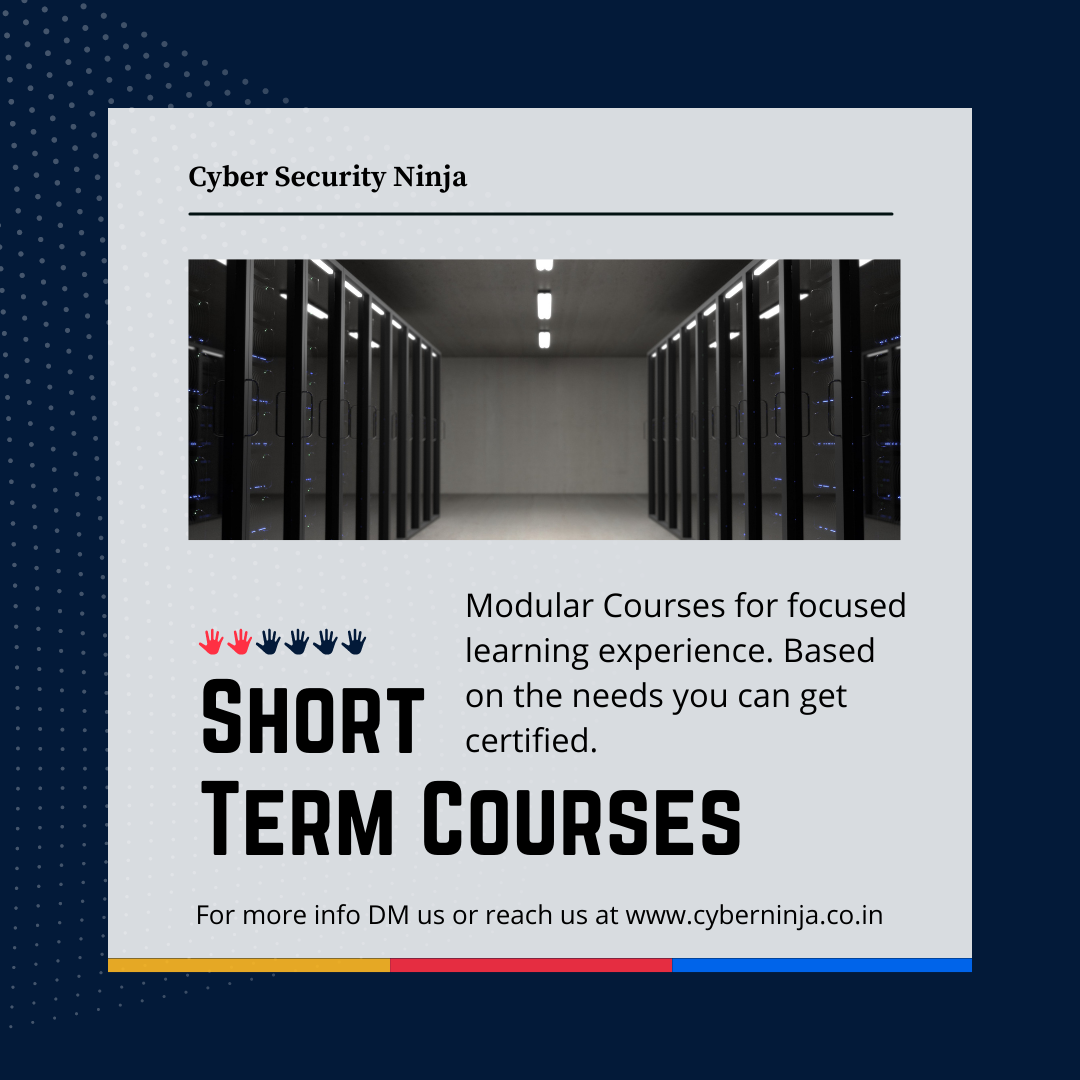 Cyber Security Ninja
Modular Courses for focused
learning experience. Based
on the needs you can get
certified.
Short
Term Courses
For more info DM us or reach us at www.cyberninja.co.in